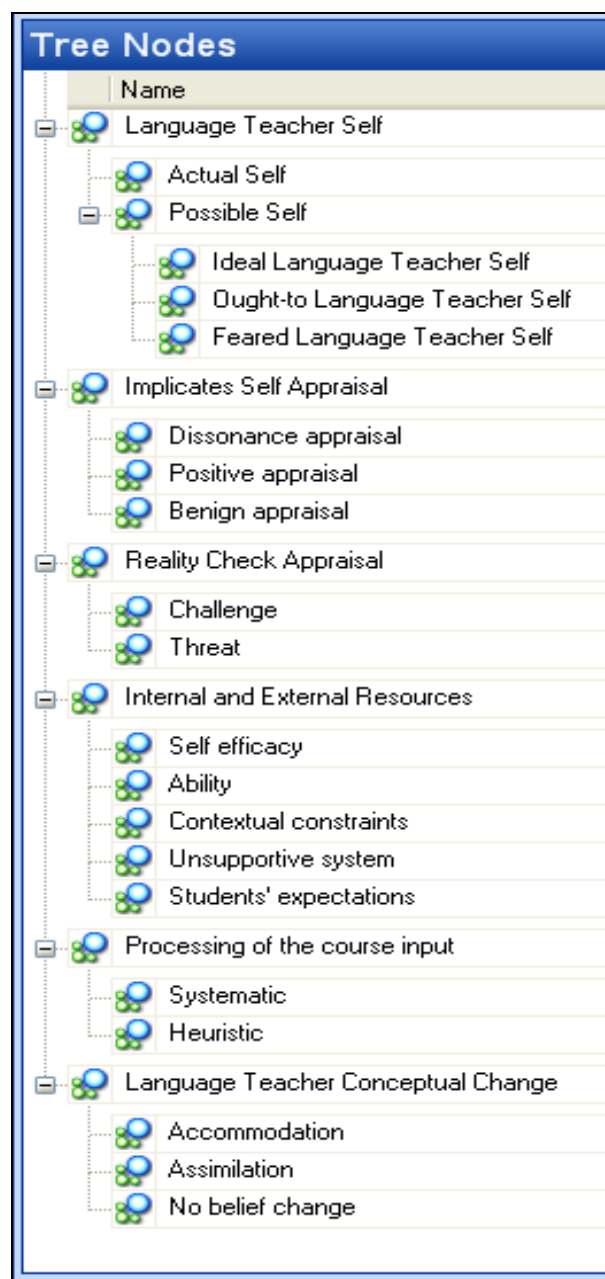 Tree Nodes
Name
Language Teacher Self
Actual Self
Possible Self
Ideal Language Teacher Self
Ought-to Language Teacher Self
Feared Language Teacher Self
Implicates Self Appraisal
Dissonance appraisal
Positive appraisal
Benign appraisal
Reality Check Appraisal
Challenge
Threat
Internal and External Resources
Self efficacy
Ability
Contextual constraints
Unsupportive system
Students' expectations
Processing of the course input
Systematic
Heuristic
Language Teacher Conceptual Change
Accommodation
Assimilation
No belief change